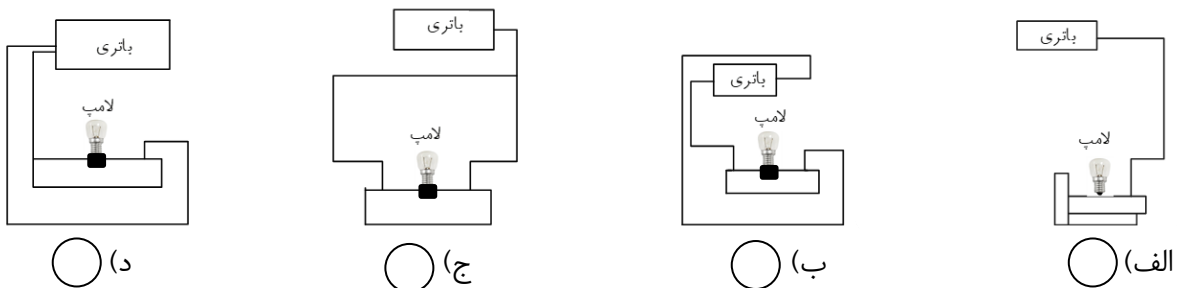 باتری
لامپ
الف)
باتری
لامپ
ب)
باتری
لامپ
ج)
باتری
لامپ
د)